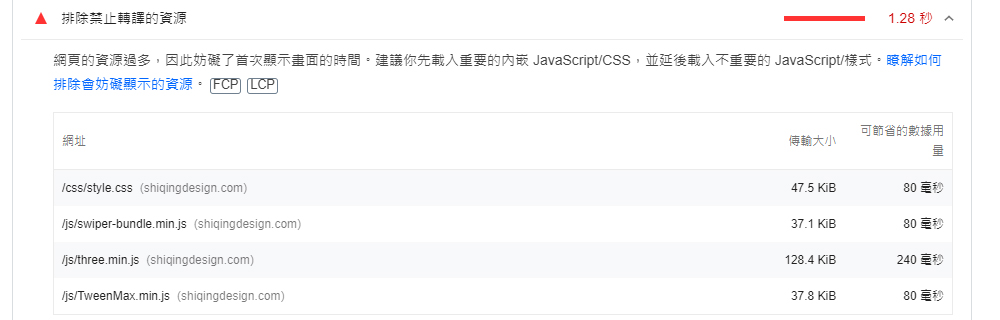 排除禁止轉譯的資源 1.28 秒
網頁的資源過多，因此妨礙了首次顯示畫面的時間。建議你先載入重要的內嵌 JavaScript/CSS，並延後載入不重要的 JavaScript/樣式。瞭解如何
排除會妨礙顯示的資源。 FCP LCP
網址 傳輸大小 可節省的數據用
量
/css/style.css (shiqingdesign.com) 47.5 KiB 80 毫秒
/js/swiper-bundle.min.js (shiqingdesign.com) 37.1 KiB 80 毫秒
/js/three.min.js (shiqingdesign.com) 128.4 KiB 240 毫秒
/js/TweenMax.min.js (shiqingdesign.com) 37.8 KiB 80 毫秒